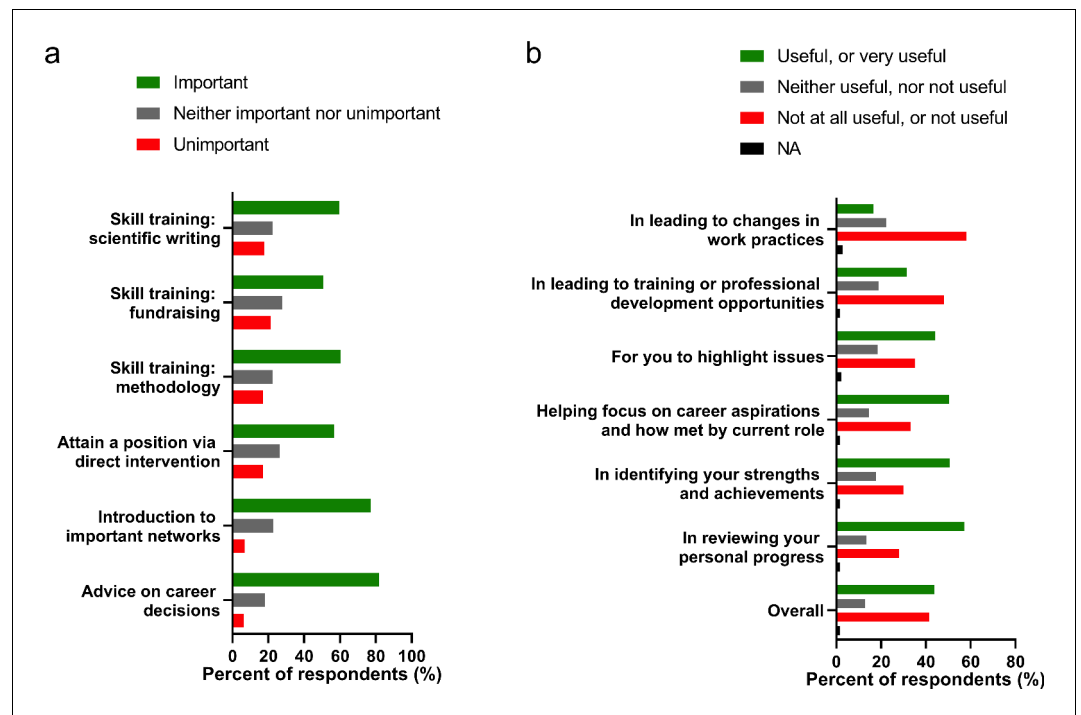 a
Important
Neither important nor unimportant
Unimportant
Skill training:
scientific writing
Skill training:
fundraising
Skill training:
methodology
Attain a position via
direct intervention
Introduction to
important networks
Advice on career
decisions
0 20 40 60 80 100
Percent of respondents (%)
b
Useful, or very useful
Neither useful, nor not useful
Not at all useful, or not useful
NA
In leading to changes in
work practices
In leading to training or professional
development opportunities
For you to highlight issues
Helping focus on career aspirations
and how met by current role
In identifying your strengths
and achievements
In reviewing your
personal progress
Overall
0 20 40 60 80
Percent of respondents (%)